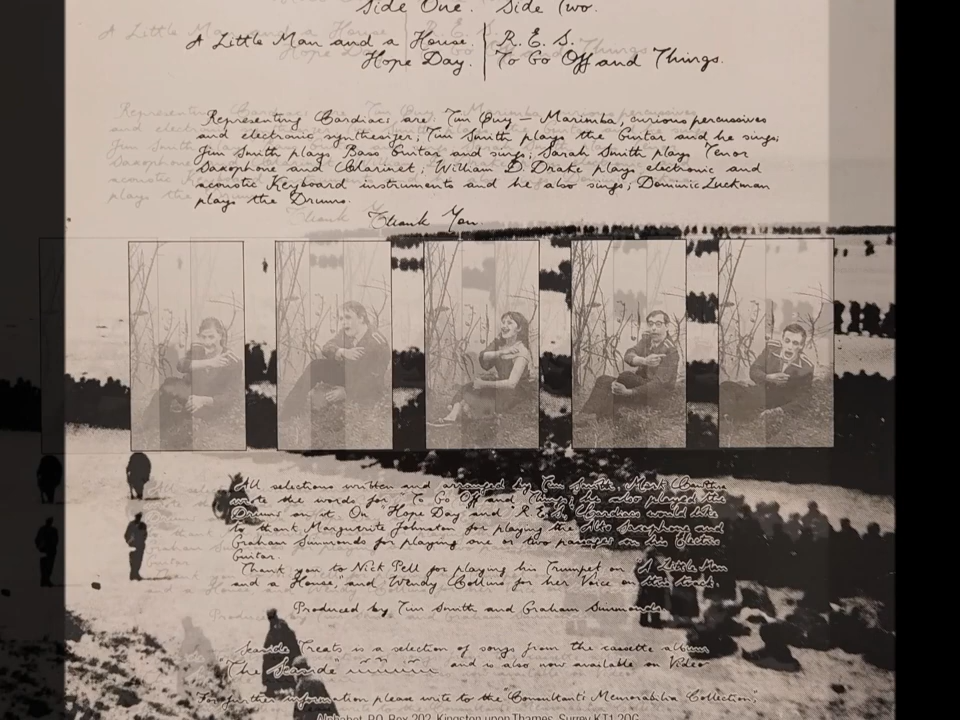 Side One. Side Two.
A Little Man and a House. R. E. S.
Hope Day. To Go Off and Things.
Representing Cardiacs are: Tim Quy — Marimba, curious percussives
and electronic synthesizer; Tim Smith plays the Guitar and he sings;
Jim Smith plays Bass Guitar and sings; Sarah Smith plays Tenor
Saxophone and Clarinet; William D. Drake plays electronic and
acoustic Keyboard instruments and he also sings; Dominic Luckman
plays the Drums.
Thank You
All selections written and arranged by Tim Smith, Mark
wrote the words for "To Go Off and Things", he also played the
Drums on it. On "Hope Day" and "R.E.S." Cardiacs would like
to thank Marguerite Johnston for playing the Alto Saxophone and
Graham Simmonds for playing one or two passages on his Electric
Guitar.
Thank you to Nick Pell for playing his Trumpet on "A Little Man
and a House," and Wendy Collins for her Voice on this track.
Produced by Tim Smith and Graham Simmonds.
Seaside Treats is a selection of songs from the cassette album
"The Seaside" and is also now available on Video
For further information please write to the "Consultants Memorabilia Collection."
Alphabet, P.O. Box 202, Kingston upon Thames, Surrey KT1